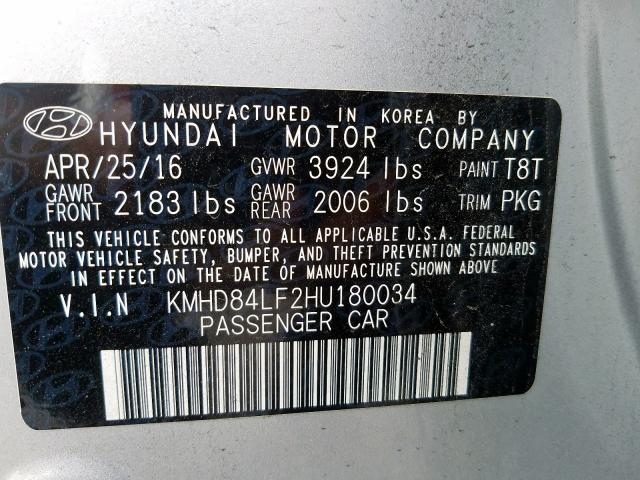 MANUFACTURED IN KOREA BY
HYUNDAI MOTOR COMPANY
APR/25/16 GVWR 3924 lbs PAINT T8T
GAWR FRONT 2183 lbs GAWR REAR 2006 lbs TRIM PKG
THIS VEHICLE CONFORMS TO ALL APPLICABLE U.S.A. FEDERAL
MOTOR VEHICLE SAFETY, BUMPER, AND THEFT PREVENTION STANDARDS
IN EFFECT ON THE DATE OF MANUFACTURE SHOWN ABOVE.
V.I.N KMHD84LF2HU180034
PASSENGER CAR